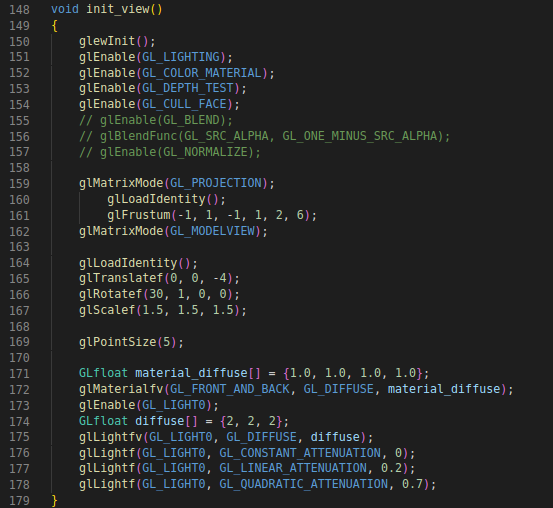 148 void init_view()
149 {
150     glewInit();
151     glEnable(GL_LIGHTING);
152     glEnable(GL_COLOR_MATERIAL);
153     glEnable(GL_DEPTH_TEST);
154     glEnable(GL_CULL_FACE);
155     // glEnable(GL_BLEND);
156     // glBlendFunc(GL_SRC_ALPHA, GL_ONE_MINUS_SRC_ALPHA);
157     // glEnable(GL_NORMALIZE);
158
159     glMatrixMode(GL_PROJECTION);
160         glLoadIdentity();
161         glFrustum(-1, 1, -1, 1, 2, 6);
162     glMatrixMode(GL_MODELVIEW);
163
164     glLoadIdentity();
165     glTranslatef(0, 0, -4);
166     glRotatef(30, 1, 0, 0);
167     glScalef(1.5, 1.5, 1.5);
168
169     glPointSize(5);
170
171     GLfloat material_diffuse[] = {1.0, 1.0, 1.0, 1.0};
172     glMaterialfv(GL_FRONT_AND_BACK, GL_DIFFUSE, material_diffuse);
173     glEnable(GL_LIGHT0);
174     GLfloat diffuse[] = {2, 2, 2};
175     glLightfv(GL_LIGHT0, GL_DIFFUSE, diffuse);
176     glLightf(GL_LIGHT0, GL_CONSTANT_ATTENUATION, 0);
177     glLightf(GL_LIGHT0, GL_LINEAR_ATTENUATION, 0.2);
178     glLightf(GL_LIGHT0, GL_QUADRATIC_ATTENUATION, 0.7);
179 }